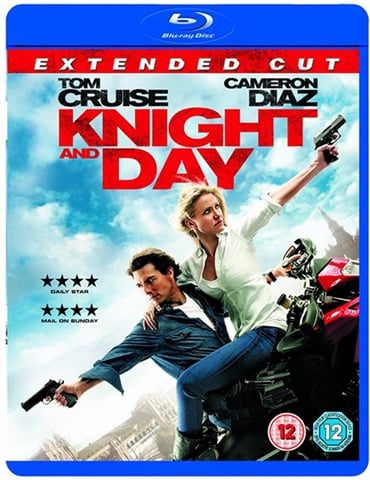 Blu-ray Disc
EXTENDED CUT
TOM CAMERON
CRUISE DIAZ
KNIGHT
AND DAY
★★★★
DAILY STAR
★★★★
MAIL ON SUNDAY
12 12